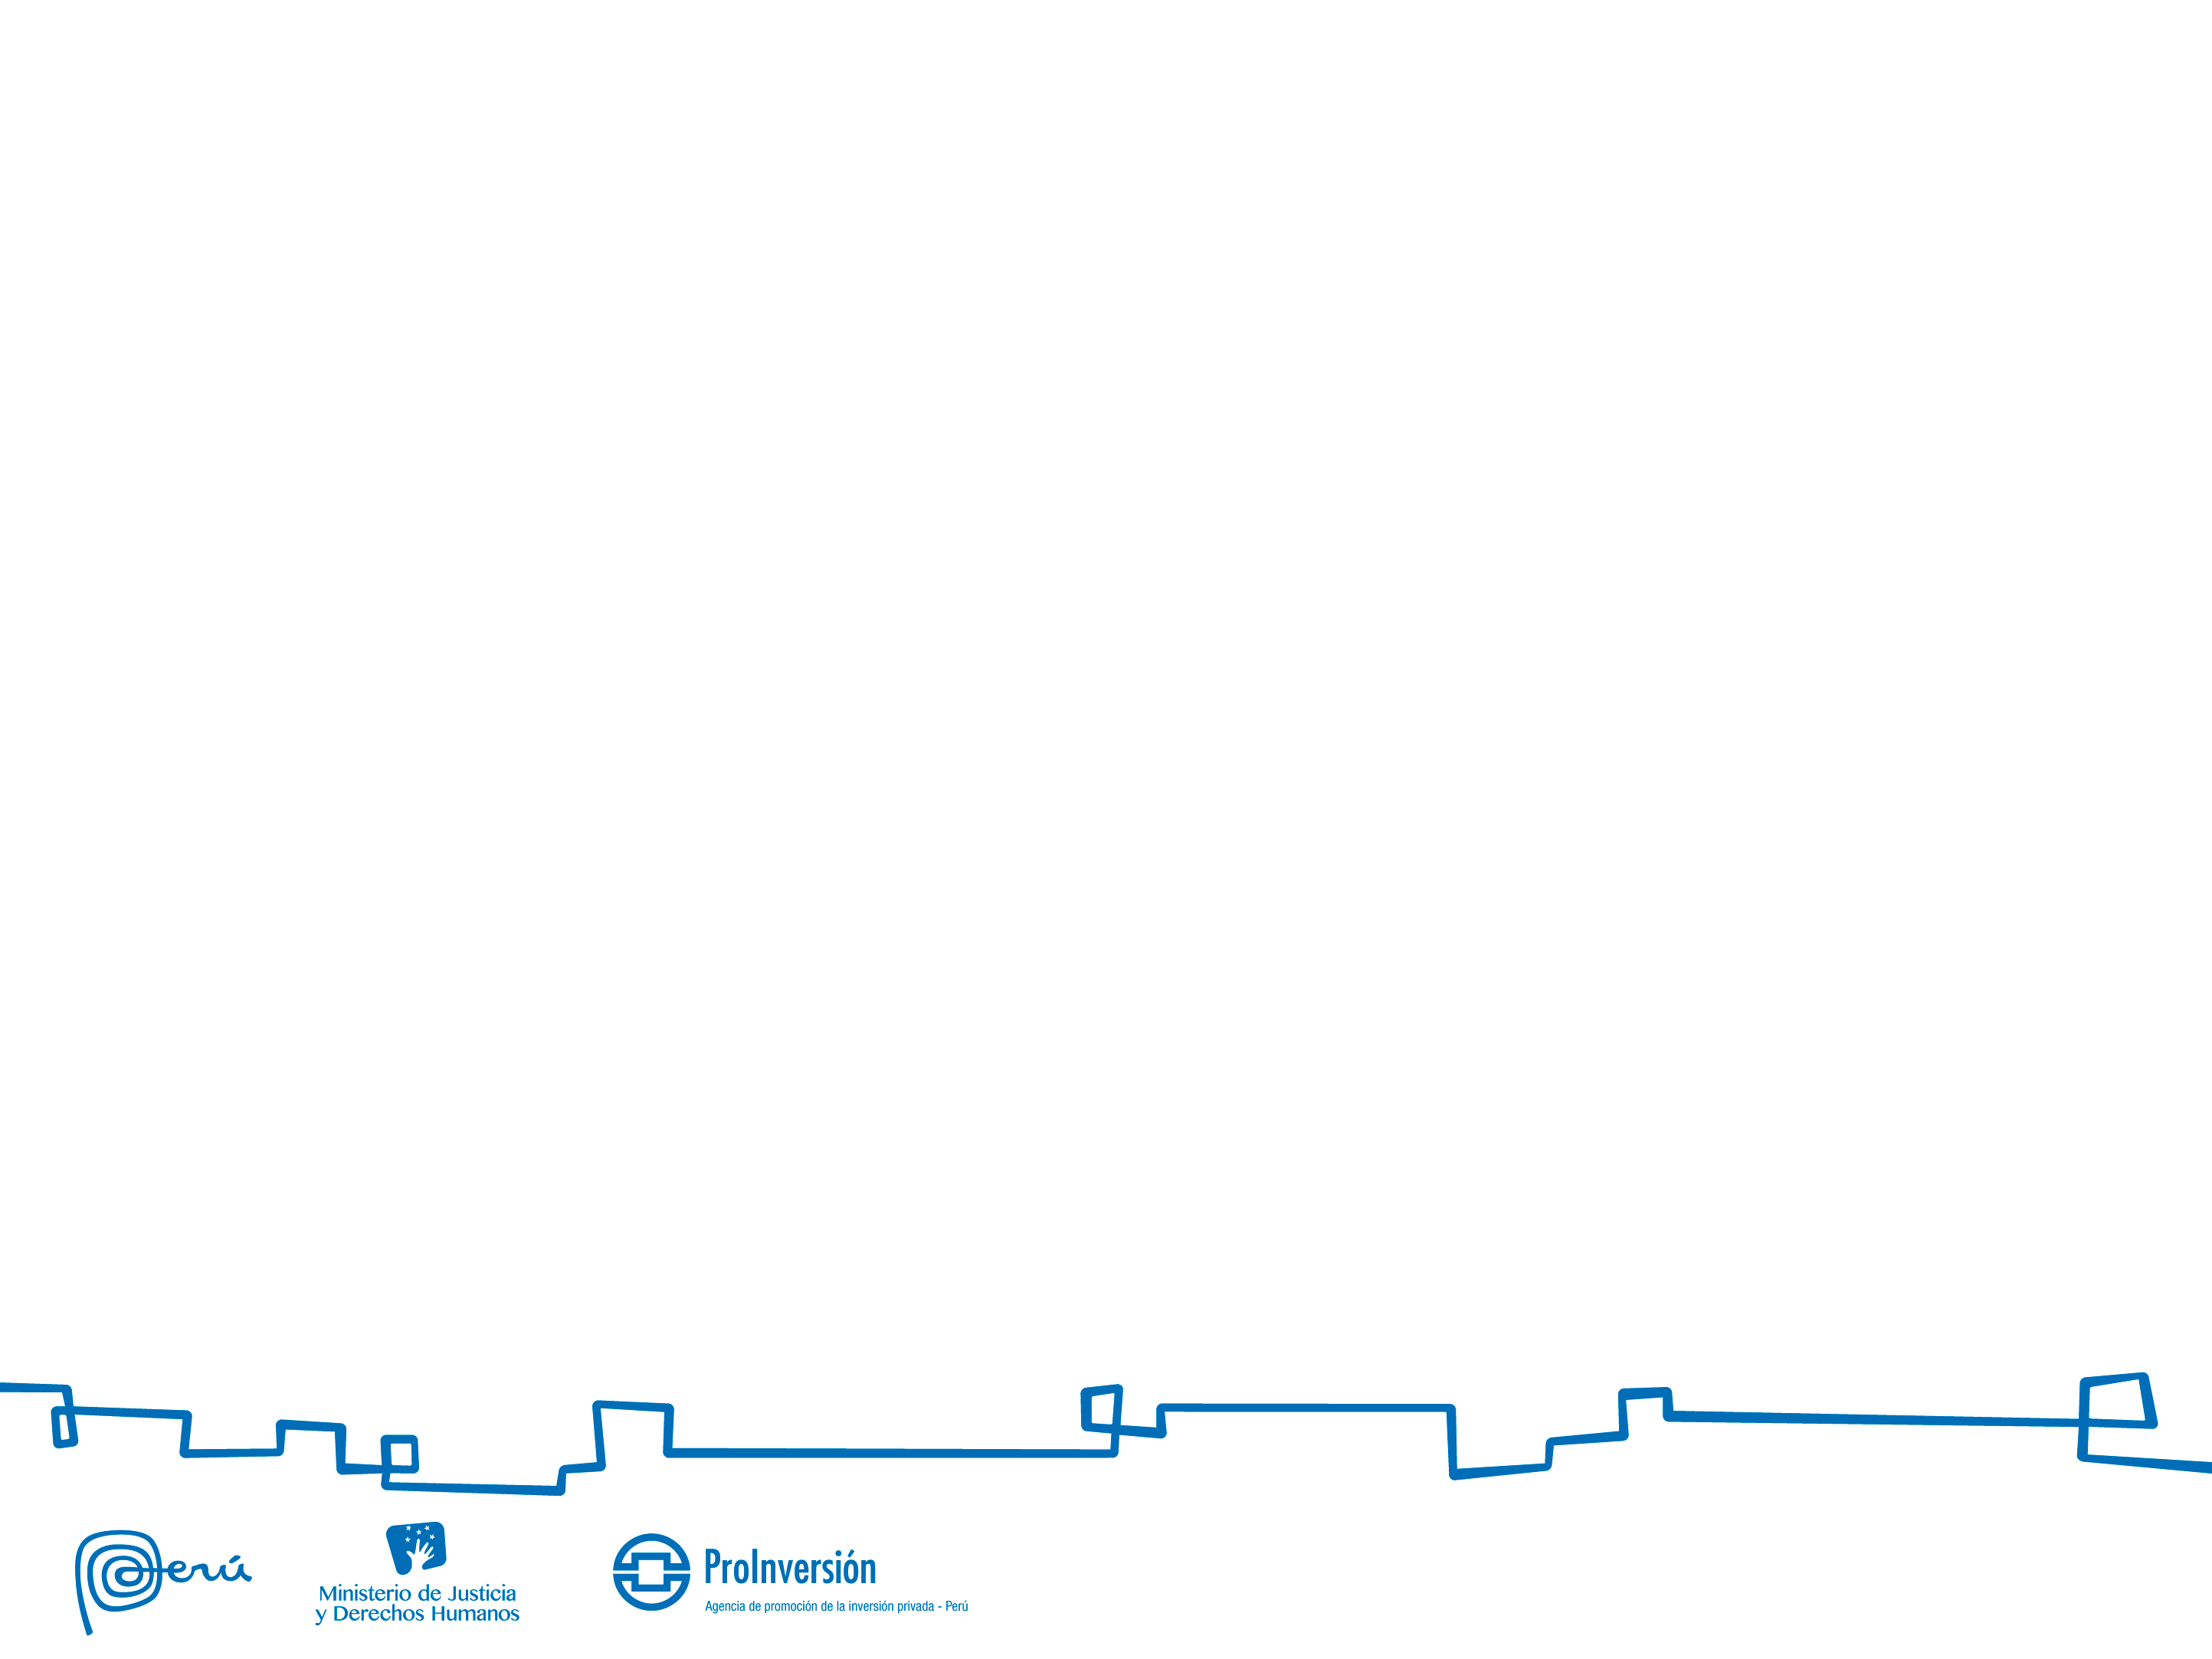 Perú
Ministerio de Justicia
y Derechos Humanos
ProInversión
Agencia de promoción de la inversión privada - Perú